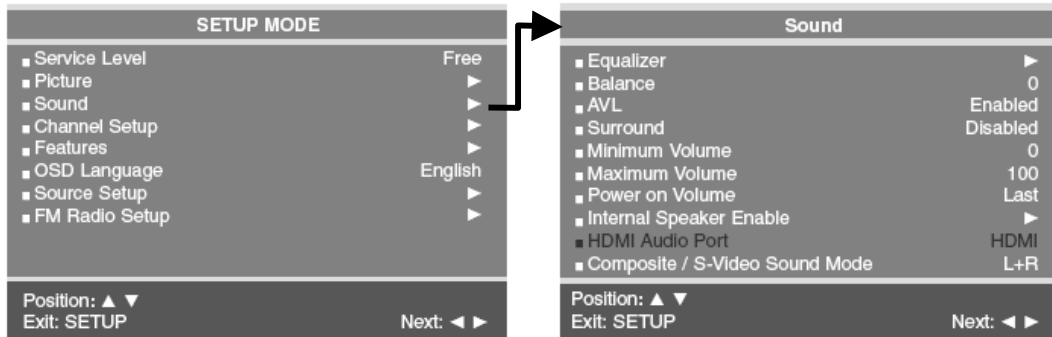 SETUP MODE
Service Level Free
Picture ►
Sound ►
Channel Setup ►
Features ►
OSD Language English
Source Setup ►
FM Radio Setup ►
Position: ▲ ▼
Exit: SETUP Next: ◄ ►
Sound
Equalizer ►
Balance 0
AVL Enabled
Surround Disabled
Minimum Volume 0
Maximum Volume 100
Power on Volume Last
Internal Speaker Enable ►
HDMI Audio Port HDMI
Composite / S-Video Sound Mode L+R
Position: ▲ ▼
Exit: SETUP Next: ◄ ►